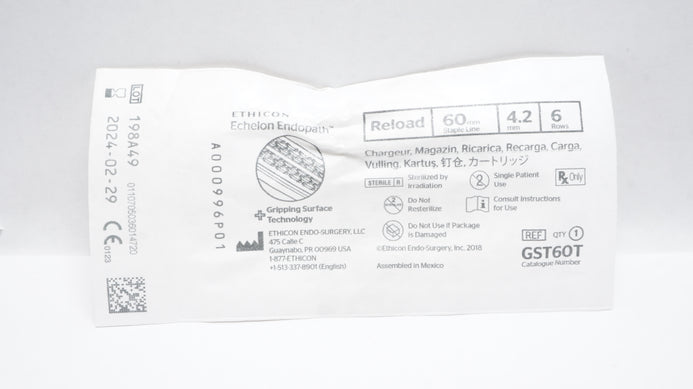 LOT 198A49
2024-02-29
CE 0123
ETHICON
Echelon Endopath™
A000996P01
Gripping Surface
Technology
ETHICON ENDO-SURGERY, LLC
475 Calle C
Guaynabo, PR 00969 USA
1-877-ETHICON
+1-513-337-8901 (English)
Reload
60 mm
Staple Line
4.2
mm
6
Rows
Chargeur, Magazin, Ricarica, Recarga, Carga,
Vulling, Kartus, 钉仓, カートリッジ
STERILE R
Sterilized by
Irradiation
2
Single Patient
Use
Rx Only
2
Do Not
Resterilize
i
Consult Instructions
for Use
Do Not Use if Package
is Damaged
©Ethicon Endo-Surgery, Inc. 2018
Assembled in Mexico
REF
QTY 1
GST60T
Catalogue Number